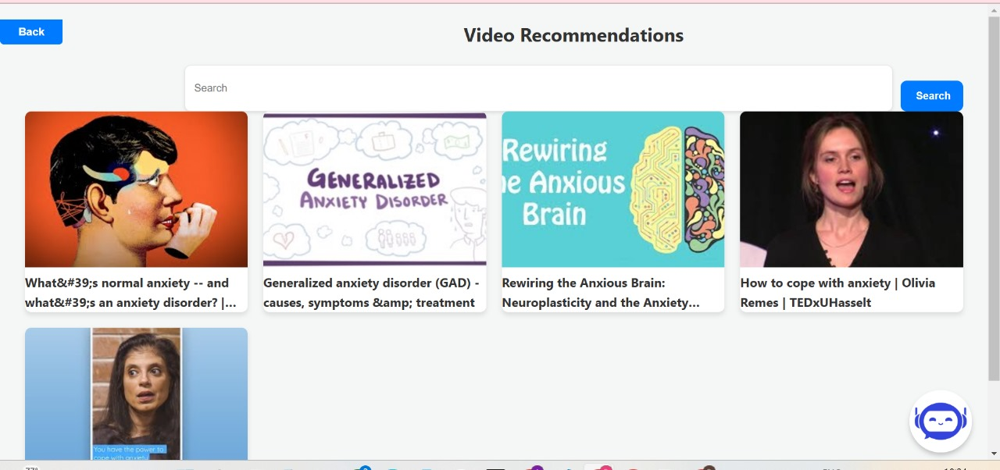 Back
Video Recommendations
Search
Search
GENERALIZED
ANXIETY DISORDER
Rewiring
he Anxious
Brain
What&#39;s normal anxiety -- and
what&#39;s an anxiety disorder? |...
Generalized anxiety disorder (GAD) -
causes, symptoms &amp; treatment
Rewiring the Anxious Brain:
Neuroplasticity and the Anxiety...
How to cope with anxiety | Olivia
Remes | TEDxUHasselt
You have the power to
cope with anxiety